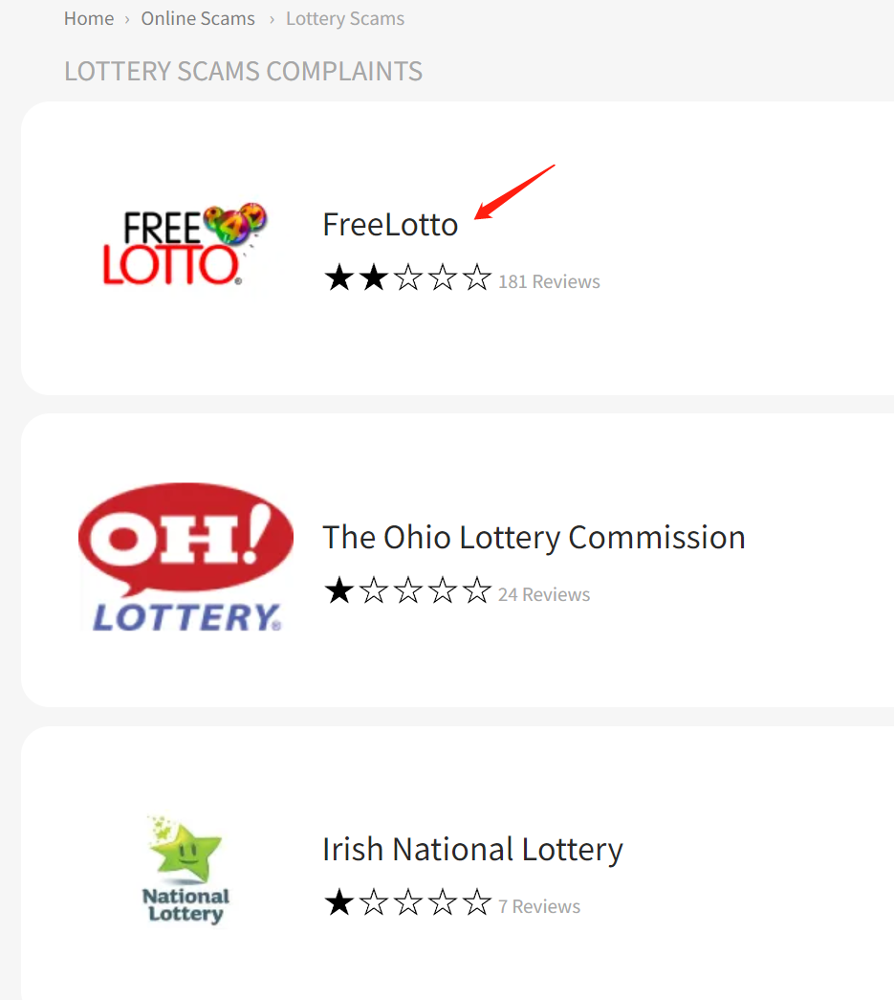 Home › Online Scams › Lottery Scams
LOTTERY SCAMS COMPLAINTS
FREE
LOTTO®
FreeLotto
★★☆☆☆ 181 Reviews
OH!
LOTTERY®
The Ohio Lottery Commission
★☆☆☆☆ 24 Reviews
National
Lottery
Irish National Lottery
★☆☆☆☆ 7 Reviews